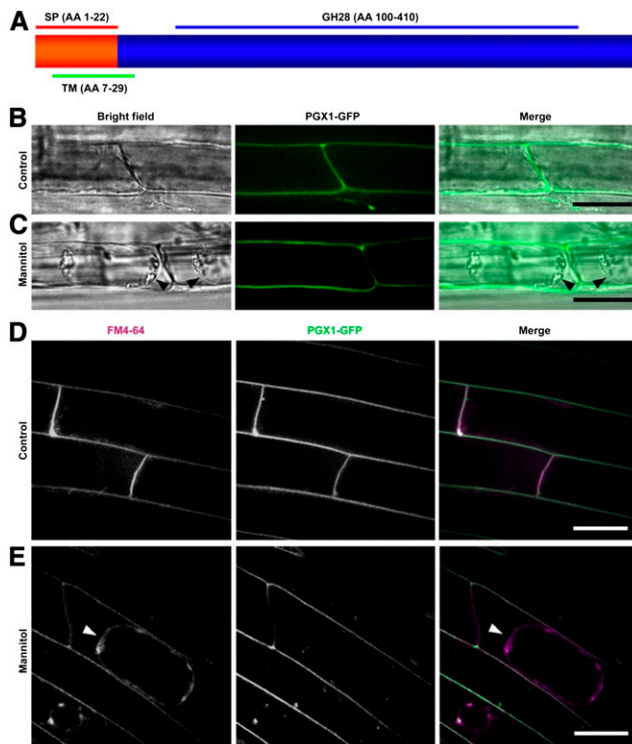 A
SP (AA 1-22)
GH28 (AA 100-410)
TM (AA 7-29)
B
Bright field
PGX1-GFP
Merge
Control
C
Mannitol
D
FM4-64
PGX1-GFP
Merge
Control
E
Mannitol